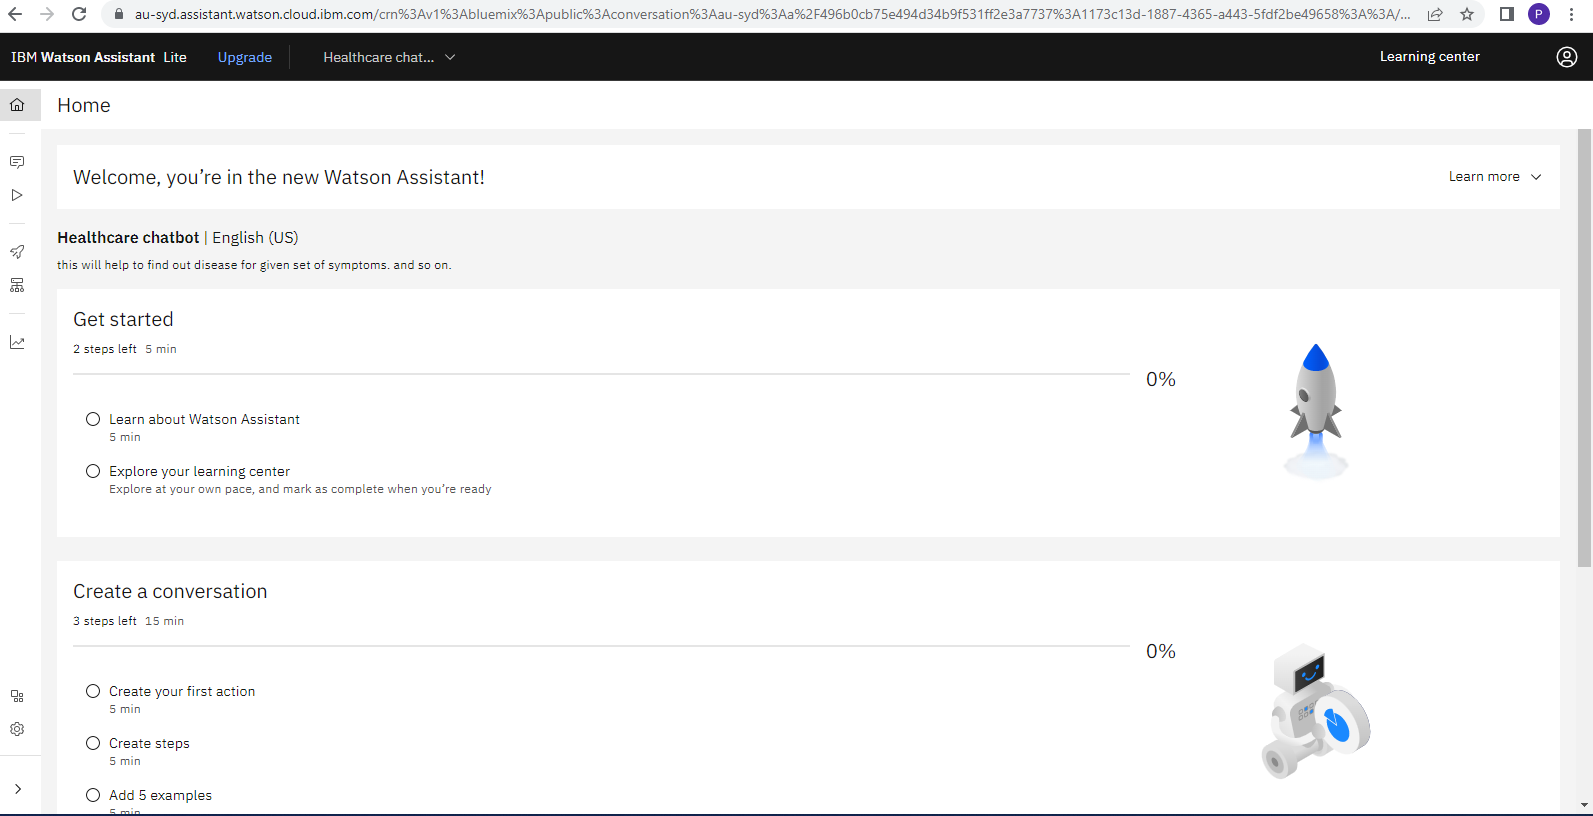 au-syd.assistant.watson.cloud.ibm.com/crn%3Av1%3Abluemix%3Apublic%3Aconversation%3Aau-syd%3Aa%2F496b0cb75e494d34b9f531ff2e3a7737%3A1173c13d-1887-4365-a443-5fdf2be49658%3A%3A/...
P
IBM Watson Assistant Lite Upgrade Healthcare chat... Learning center
Home
Welcome, you're in the new Watson Assistant! Learn more
Healthcare chatbot | English (US)
this will help to find out disease for given set of symptoms. and so on.
Get started
2 steps left 5 min
0%
Learn about Watson Assistant
5 min
Explore your learning center
Explore at your own pace, and mark as complete when you're ready
Create a conversation
3 steps left 15 min
0%
Create your first action
5 min
Create steps
5 min
Add 5 examples
5 min